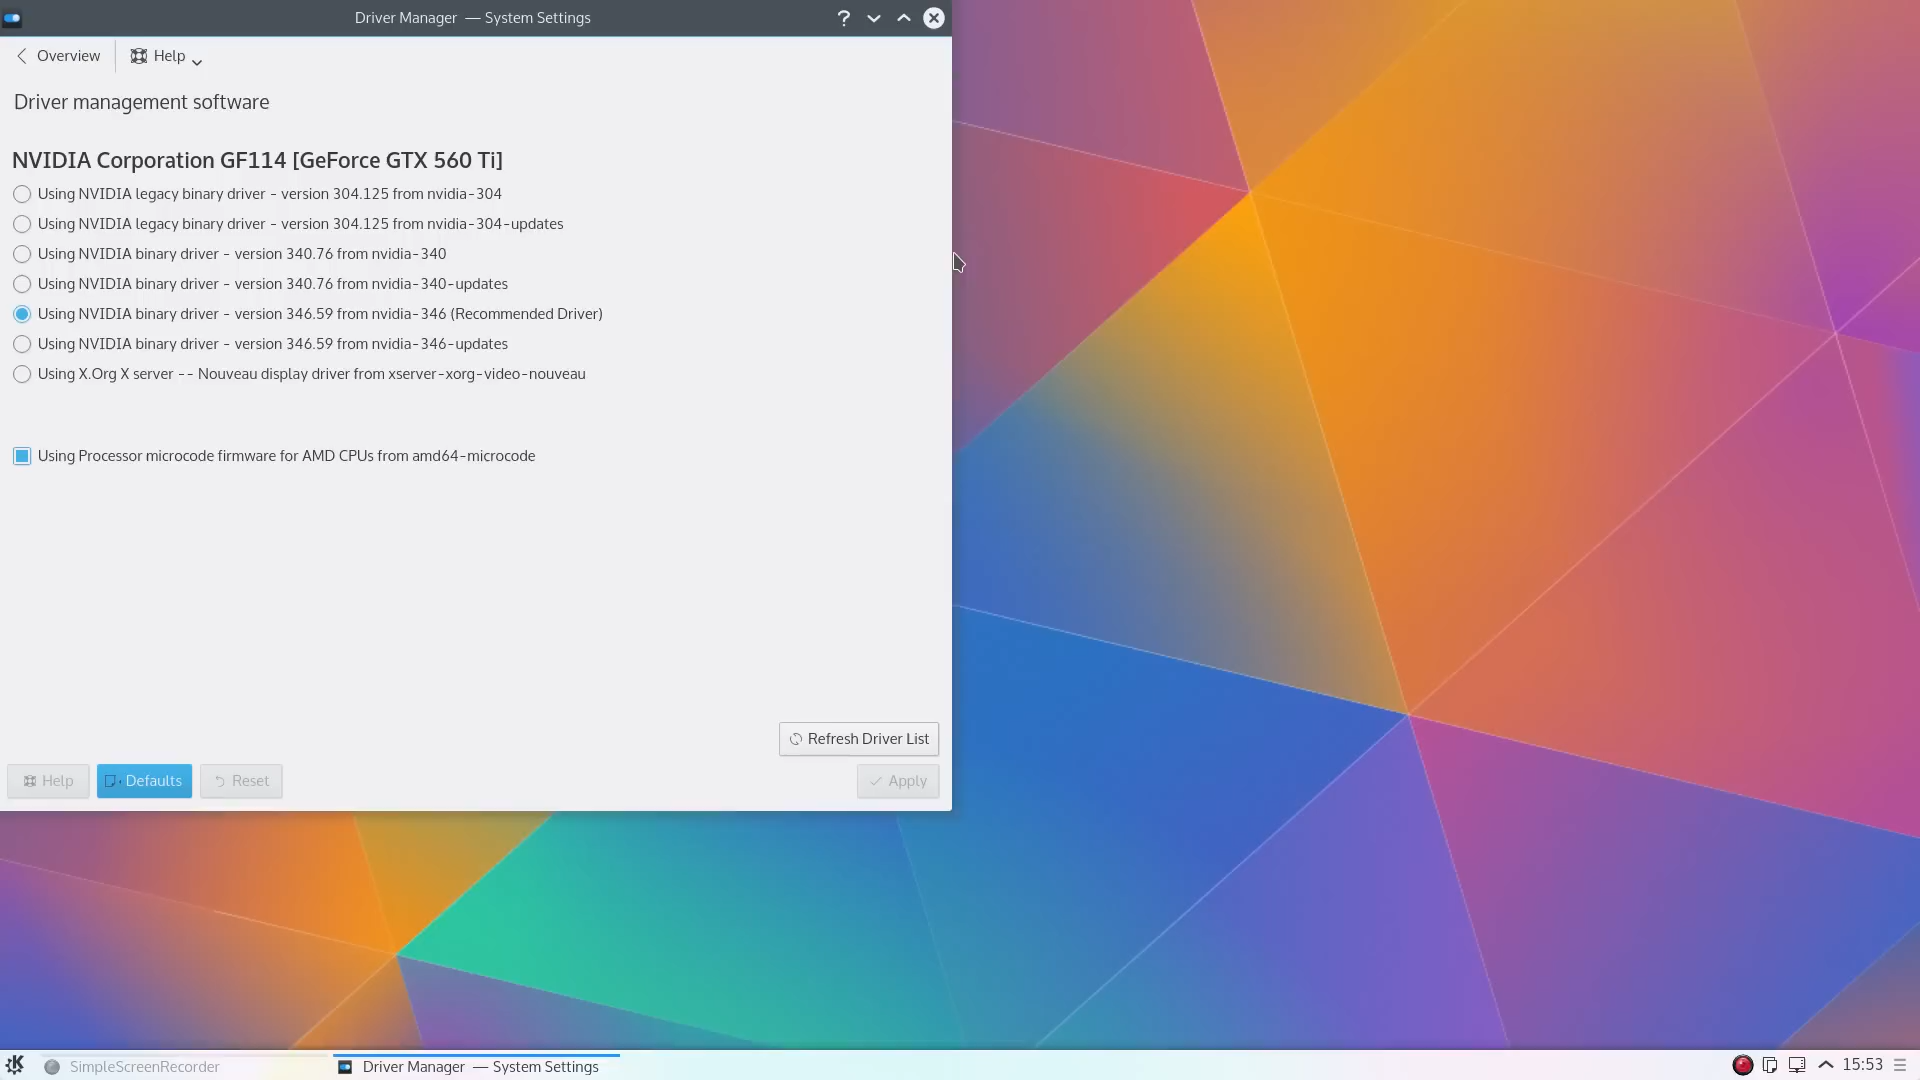 Driver Manager — System Settings
Overview
Help
Driver management software
NVIDIA Corporation GF114 [GeForce GTX 560 Ti]
Using NVIDIA legacy binary driver - version 304.125 from nvidia-304
Using NVIDIA legacy binary driver - version 304.125 from nvidia-304-updates
Using NVIDIA binary driver - version 340.76 from nvidia-340
Using NVIDIA binary driver - version 340.76 from nvidia-340-updates
Using NVIDIA binary driver - version 346.59 from nvidia-346 (Recommended Driver)
Using NVIDIA binary driver - version 346.59 from nvidia-346-updates
Using X.Org X server -- Nouveau display driver from xserver-xorg-video-nouveau
Using Processor microcode firmware for AMD CPUs from amd64-microcode
Refresh Driver List
Help
Defaults
Reset
Apply
SimpleScreenRecorder
Driver Manager — System Settings
15:53